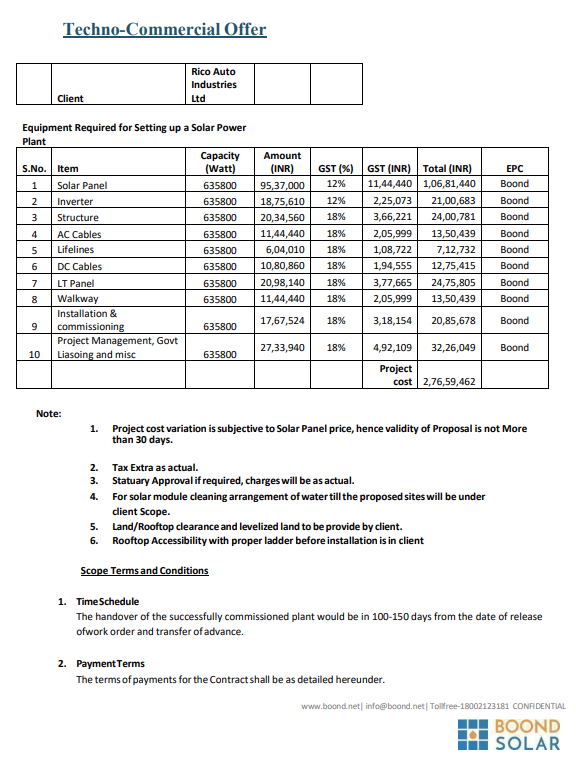 Techno-Commercial Offer
Client Rico Auto Industries Ltd
Equipment Required for Setting up a Solar Power
Plant
S.No. Item Capacity (Watt) Amount (INR) GST (%) GST (INR) Total (INR) EPC
1 Solar Panel 635800 95,37,000 12% 11,44,440 1,06,81,440 Boond
2 Inverter 635800 18,75,610 12% 2,25,073 21,00,683 Boond
3 Structure 635800 20,34,560 18% 3,66,221 24,00,781 Boond
4 AC Cables 635800 11,44,440 18% 2,05,999 13,50,439 Boond
5 Lifelines 635800 6,04,010 18% 1,08,722 7,12,732 Boond
6 DC Cables 635800 10,80,860 18% 1,94,555 12,75,415 Boond
7 LT Panel 635800 20,98,140 18% 3,77,665 24,75,805 Boond
8 Walkway 635800 11,44,440 18% 2,05,999 13,50,439 Boond
9 Installation & commissioning 635800 17,67,524 18% 3,18,154 20,85,678 Boond
10 Project Management, Govt Liasoing and misc 635800 27,33,940 18% 4,92,109 32,26,049 Boond
Project cost 2,76,59,462
Note:
1. Project cost variation is subjective to Solar Panel price, hence validity of Proposal is not More
than 30 days.
2. Tax Extra as actual.
3. Statuary Approval if required, charges will be as actual.
4. For solar module cleaning arrangement of water till the proposed sites will be under
client Scope.
5. Land/Rooftop clearance and levelized land to be provide by client.
6. Rooftop Accessibility with proper ladder before installation is in client
Scope Terms and Conditions
1. Time Schedule
The handover of the successfully commissioned plant would be in 100-150 days from the date of release
ofwork order and transfer of advance.
2. Payment Terms
The terms of payments for the Contract shall be as detailed hereunder.
www.boond.net| info@boond.net| Tollfree-18002123181 CONFIDENTIAL
BOOND
SOLAR